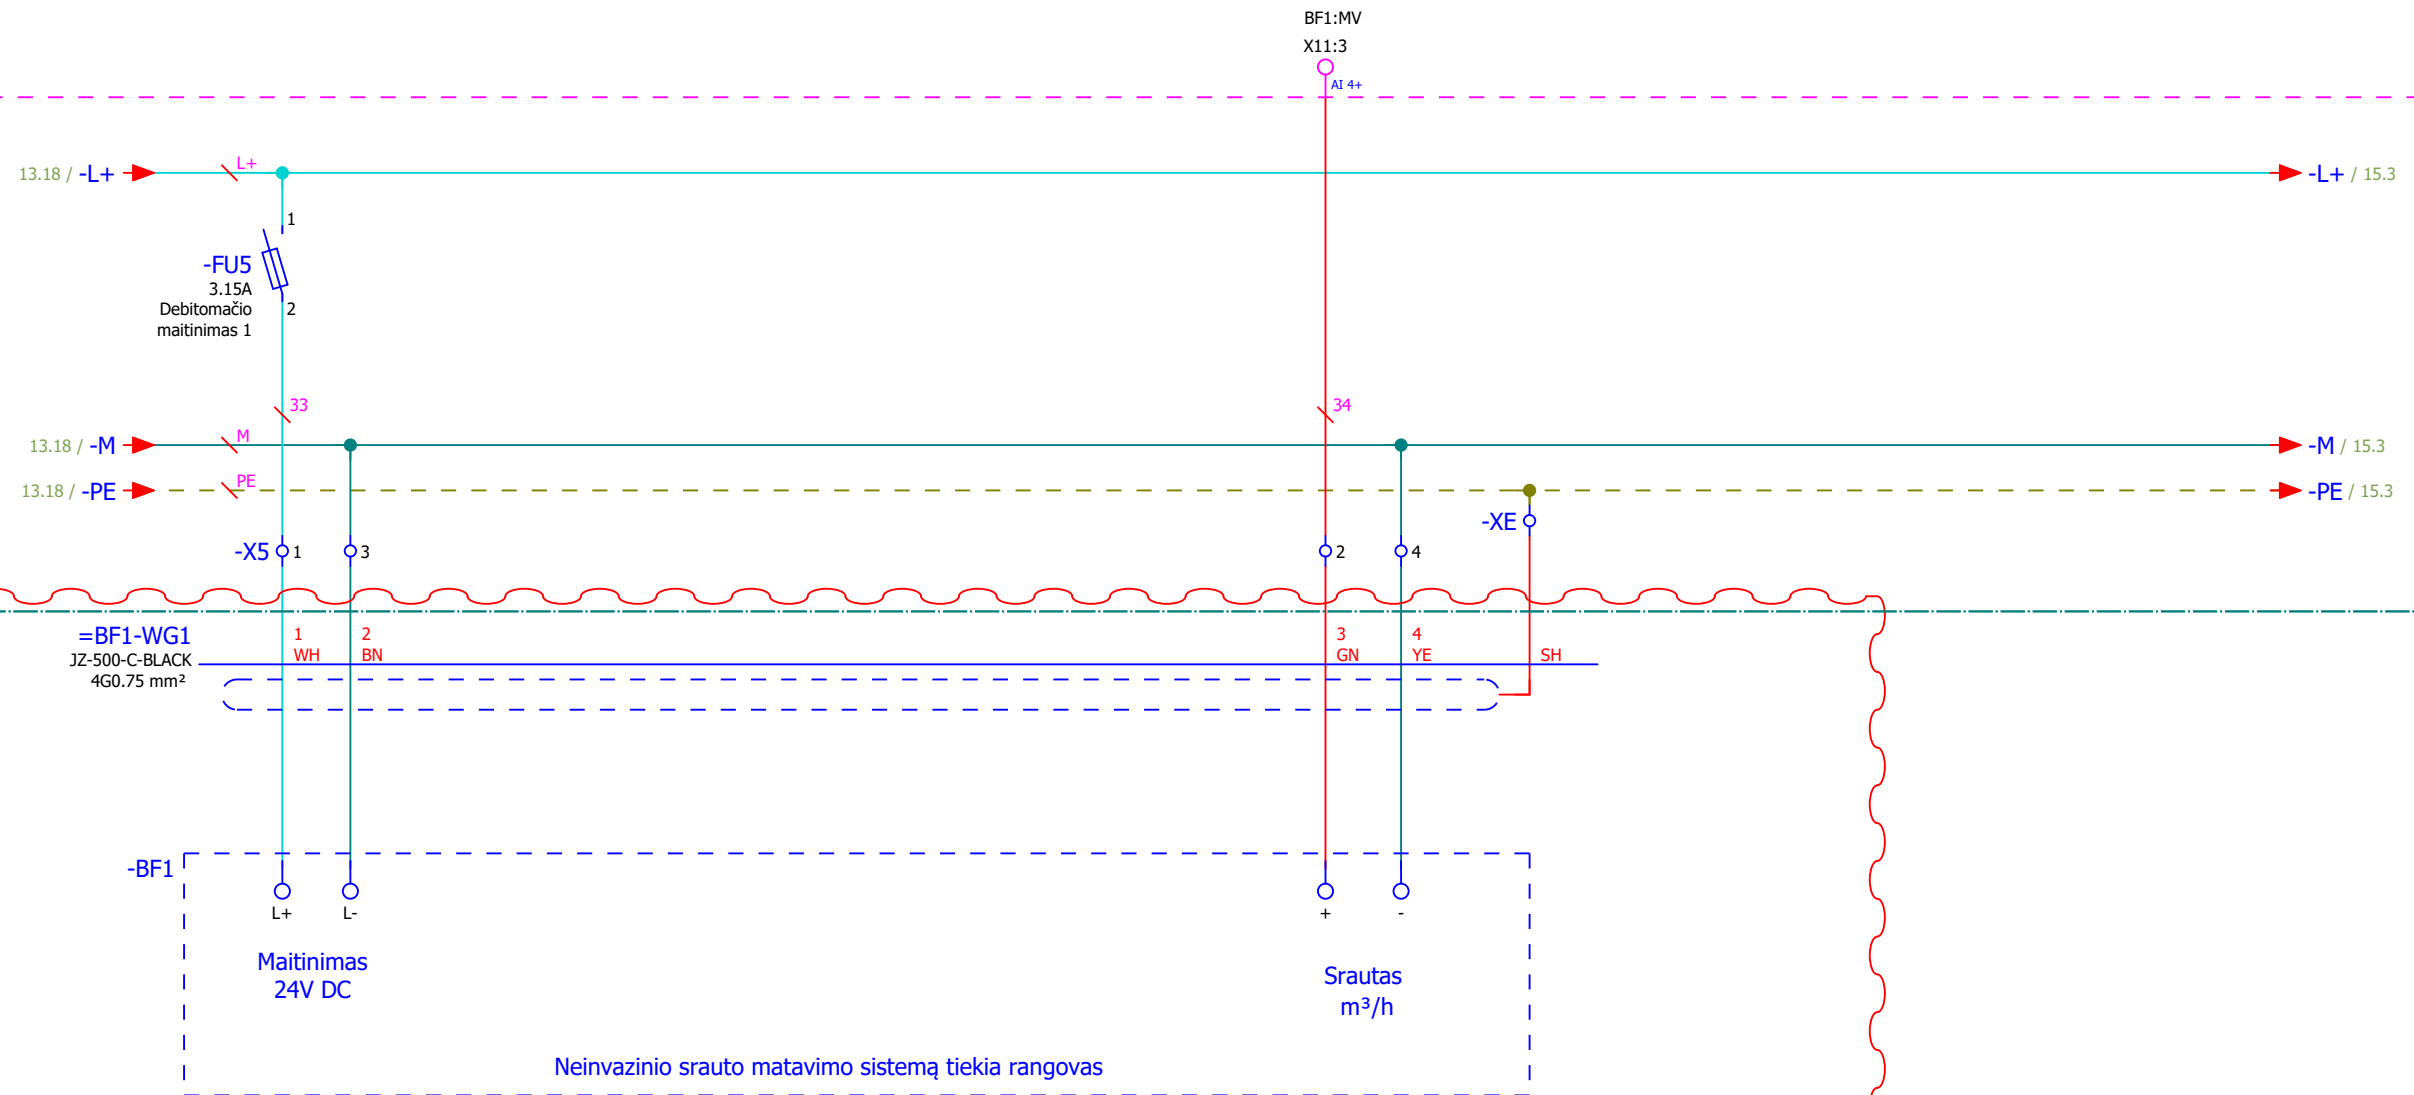 BF1:MV
X11:3
AI 4+
13.18 / -L+
L+
-L+ / 15.3
1
-FU5
3.15A
Debitomačio
maitinimas 1
2
33
34
13.18 / -M
M
-M / 15.3
13.18 / -PE
PE
-PE / 15.3
-XE
-X5 1 3 2 4
=BF1-WG1
JZ-500-C-BLACK
4G0.75 mm²
1 2 3 4
WH BN GN YE SH
-BF1
L+ L- + -
Maitinimas
24V DC
Srautas
m³/h
Neinvazinio srauto matavimo sistemą tiekia rangovas